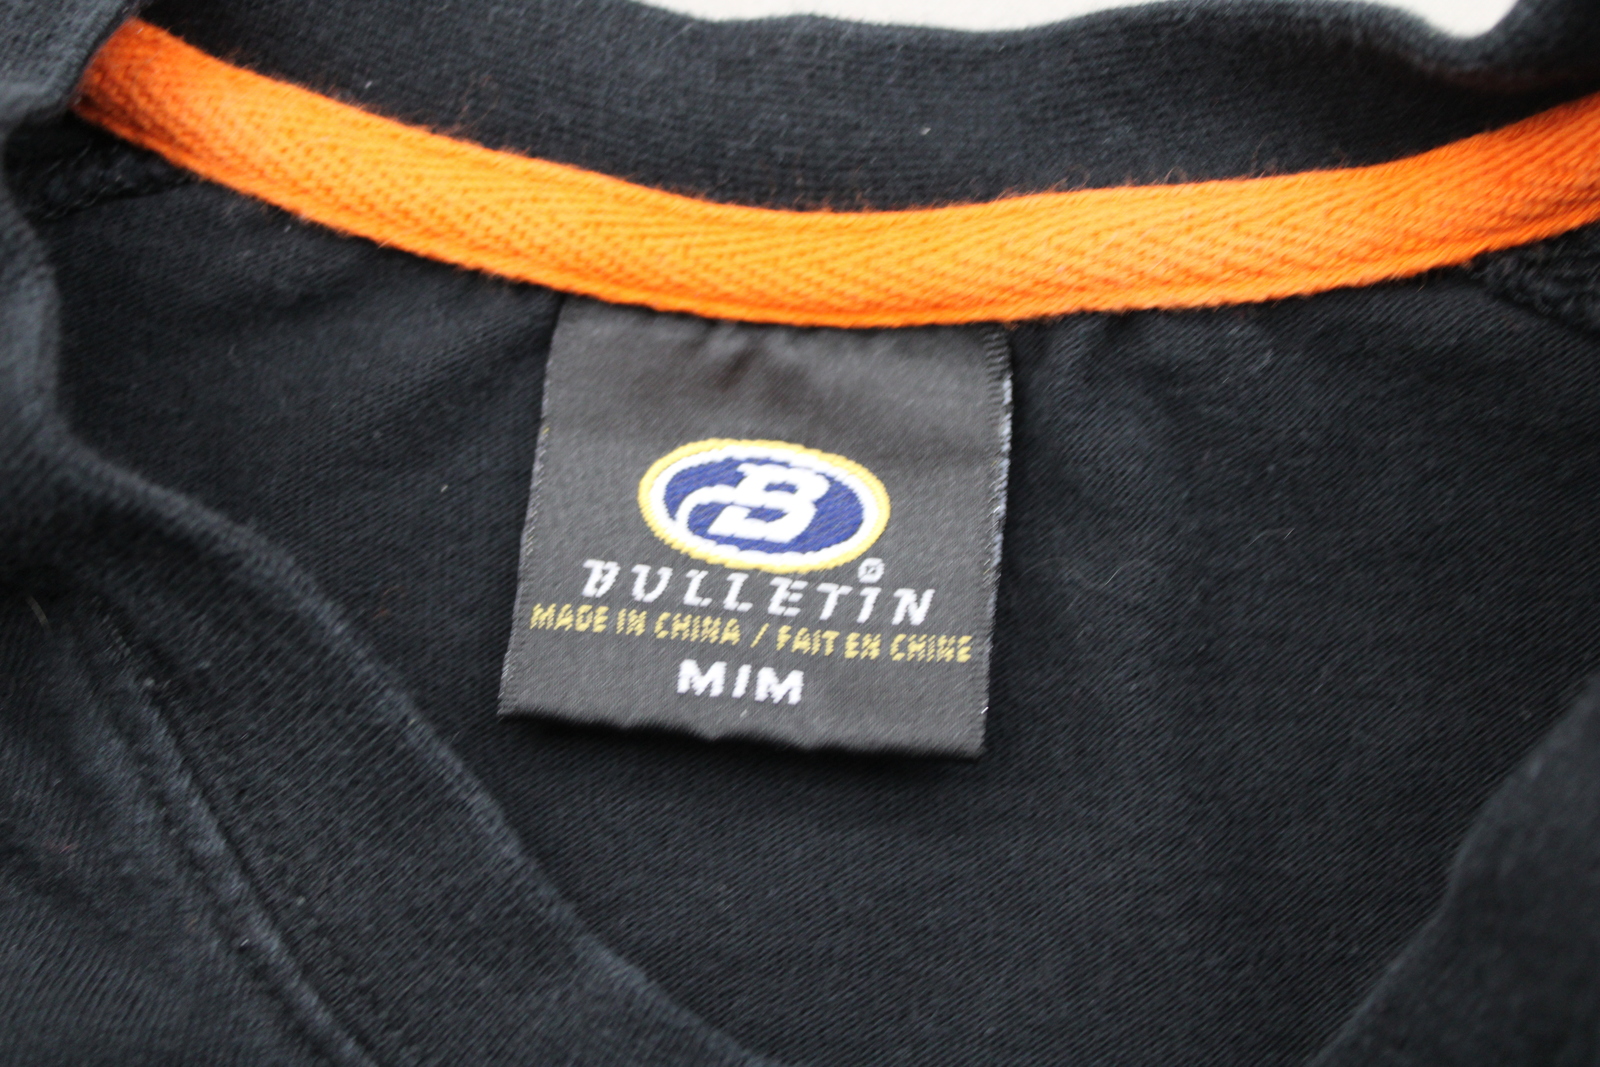 B
BULLETIN®
MADE IN CHINA / FAIT EN CHINE
M/M